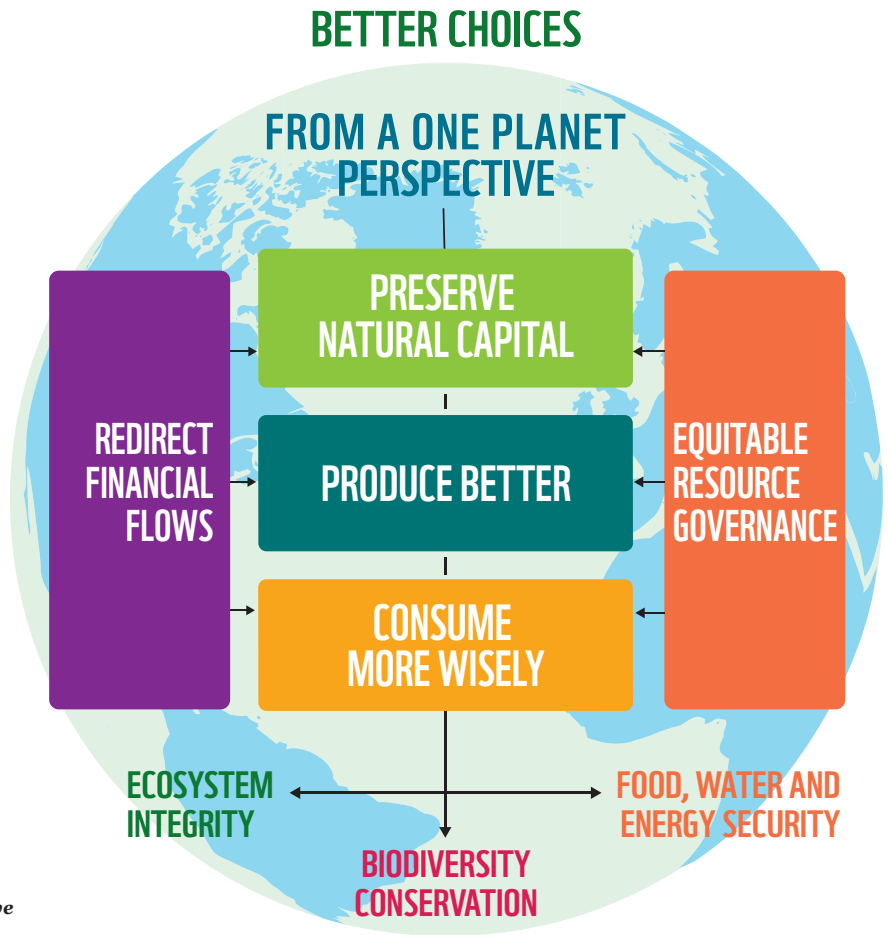 BETTER CHOICES
FROM A ONE PLANET
PERSPECTIVE
PRESERVE
NATURAL CAPITAL
REDIRECT
FINANCIAL
FLOWS
PRODUCE BETTER
EQUITABLE
RESOURCE
GOVERNANCE
CONSUME
MORE WISELY
ECOSYSTEM
INTEGRITY
FOOD, WATER AND
ENERGY SECURITY
BIODIVERSITY
CONSERVATION